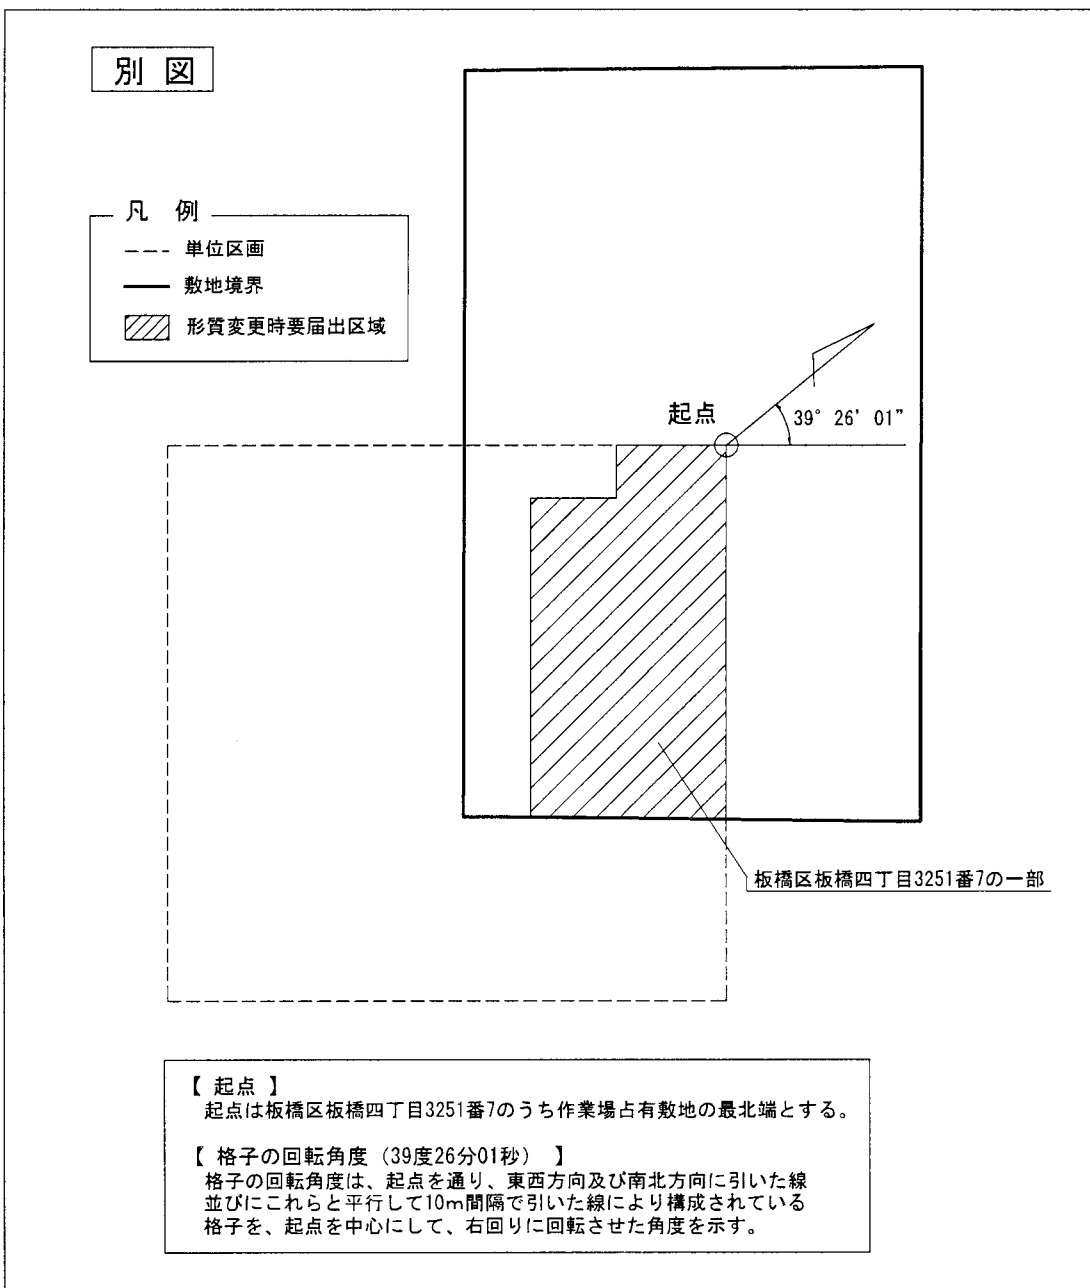 別 図
凡 例
単位区画
敷地境界
形質変更時要届出区域
起点
39° 26’ 01”
板橋区板橋四丁目3251番7の一部
【 起点 】
起点は板橋区板橋四丁目3251番7のうち作業場占有敷地の最北端とする。
【 格子の回転角度（39度26分01秒） 】
格子の回転角度は、起点を通り、東西方向及び南北方向に引いた線
並びにこれらと平行して10m間隔で引いた線により構成されている
格子を、起点を中心にして、右回りに回転させた角度を示す。